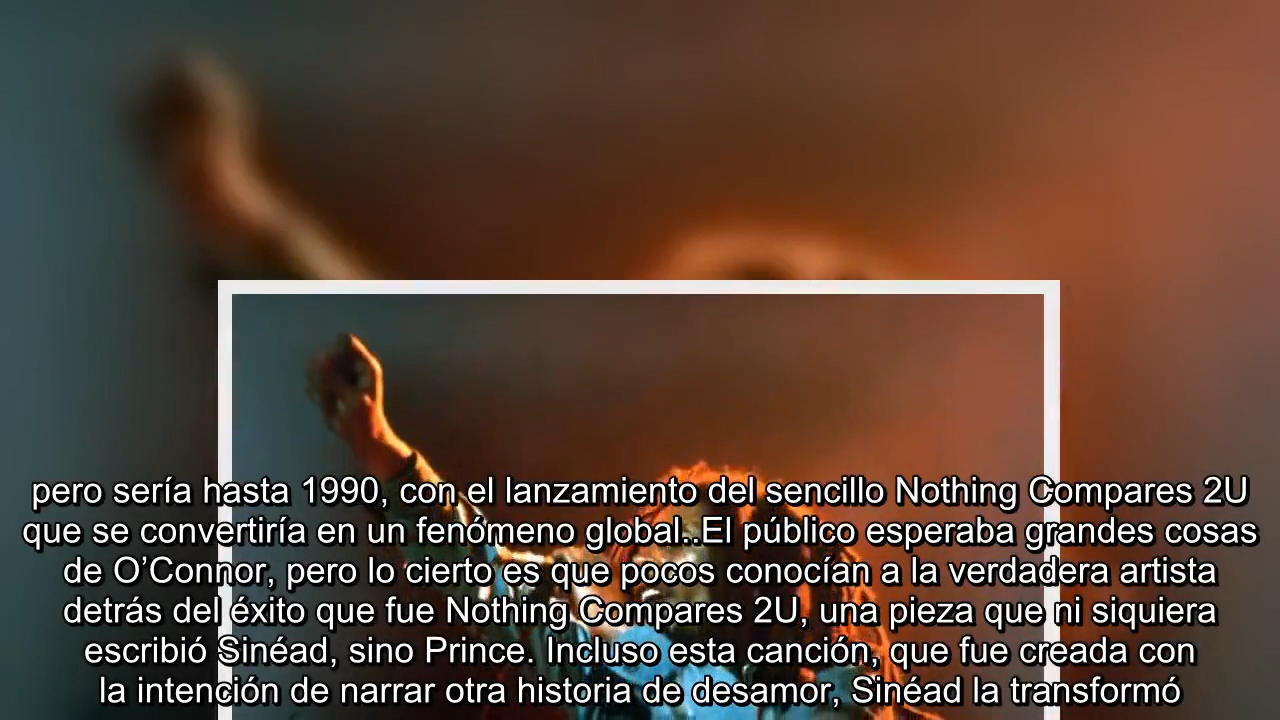 pero sería hasta 1990, con el lanzamiento del sencillo Nothing Compares 2U
que se convertiría en un fenómeno global..El público esperaba grandes cosas
de O’Connor, pero lo cierto es que pocos conocían a la verdadera artista
detrás del éxito que fue Nothing Compares 2U, una pieza que ni siquiera
escribió Sinéad, sino Prince. Incluso esta canción, que fue creada con
la intención de narrar otra historia de desamor, Sinéad la transformó